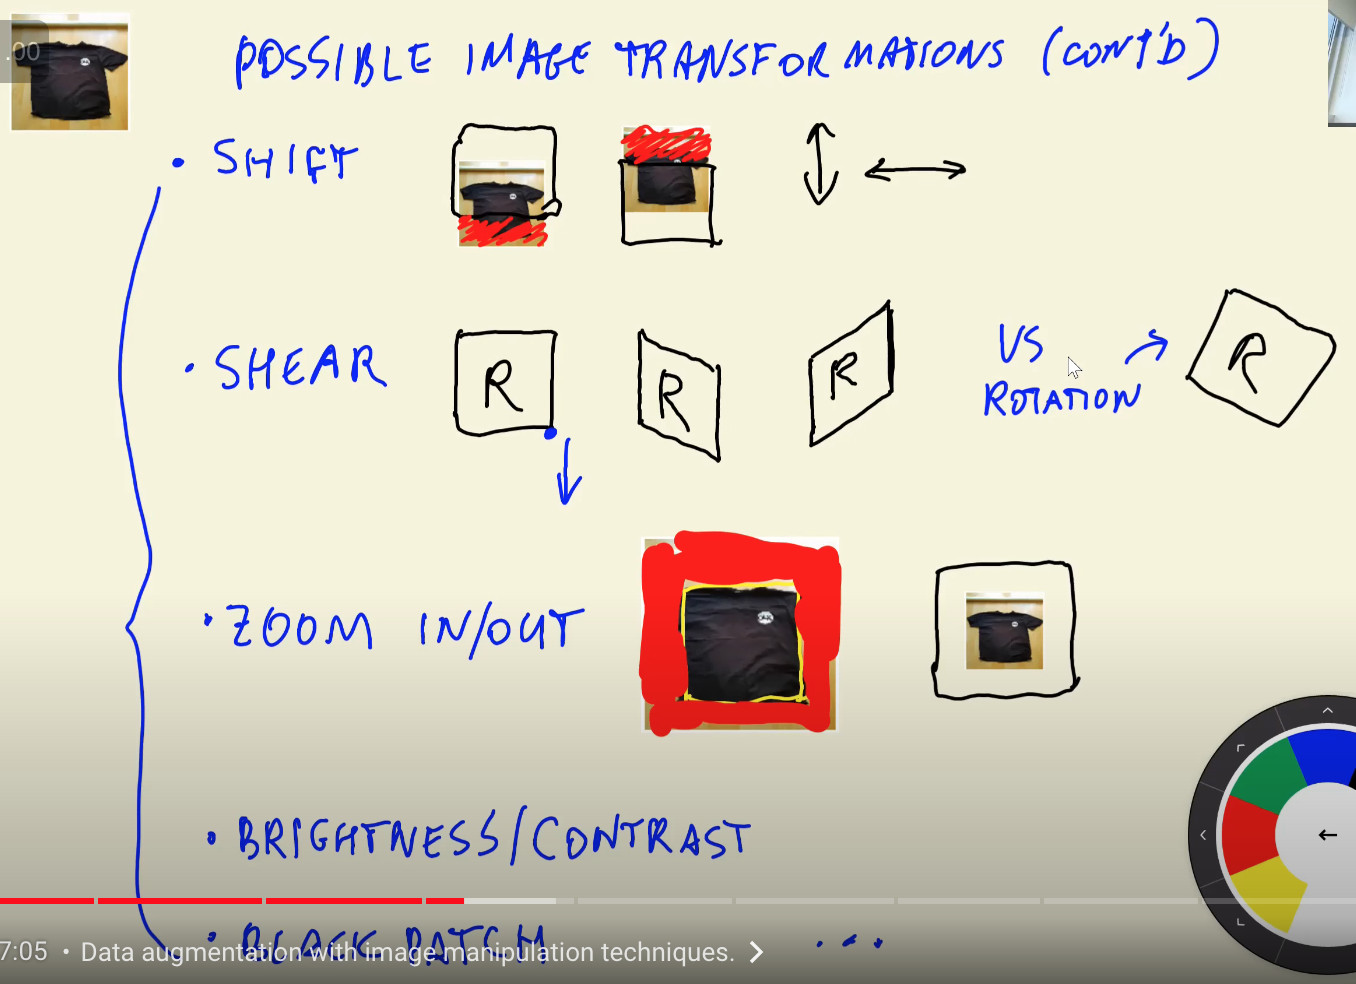 .00
POSSIBLE IMAGE TRANSFORMATIONS (CONT'D)
• SHIFT
• SHEAR
R
R
R
VS
ROTATION
R
• ZOOM IN/OUT
• BRIGHTNESS/CONTRAST
• BLACK PATCH ...
7:05 • Data augmentation with image manipulation techniques.